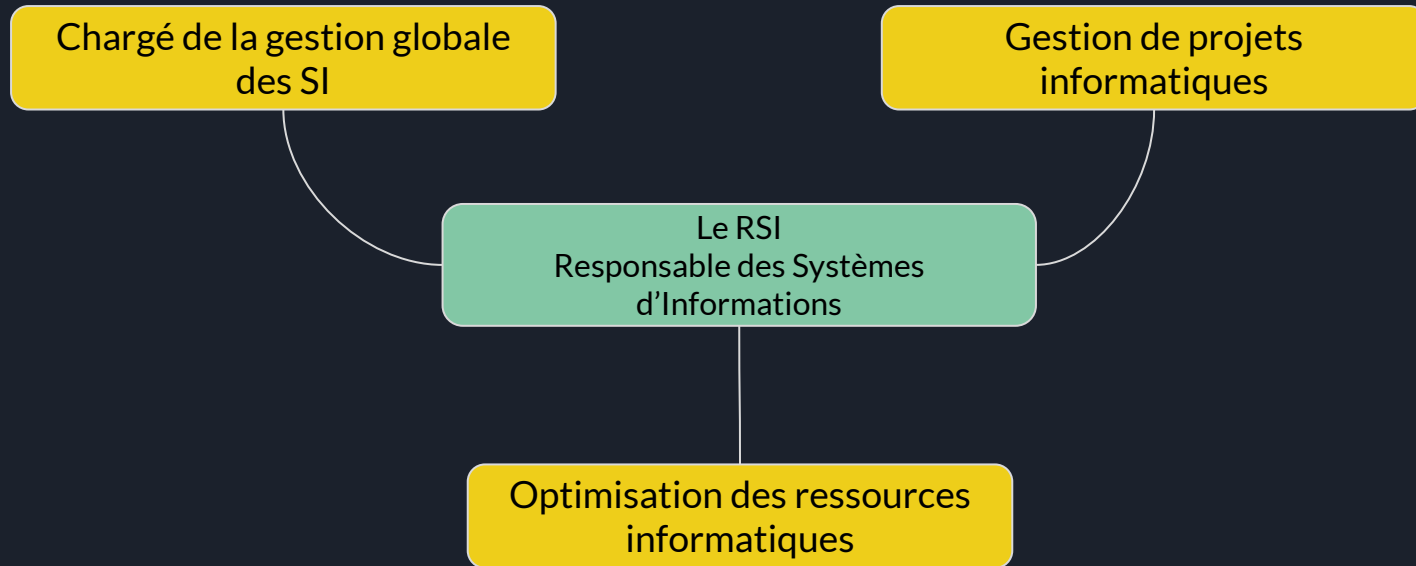 Chargé de la gestion globale
des SI
Gestion de projets
informatiques
Le RSI
Responsable des Systèmes
d’Informations
Optimisation des ressources
informatiques